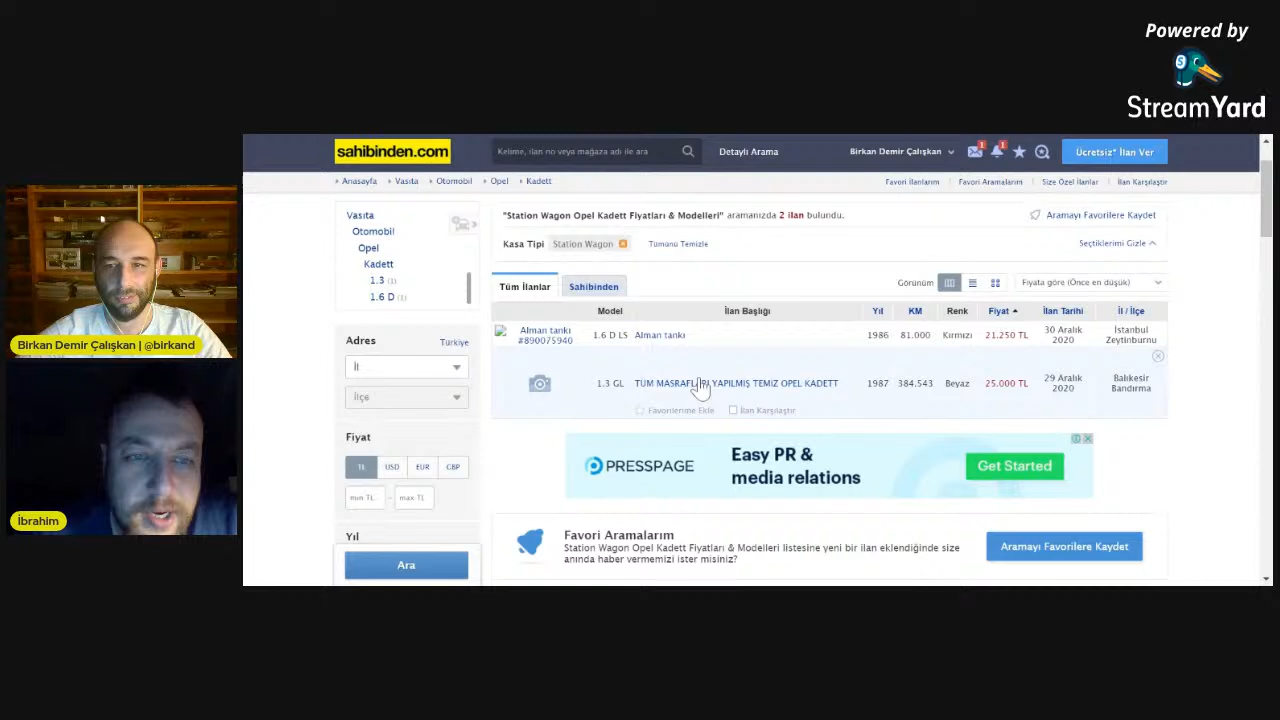 Powered by
StreamYard
sahibinden.com
Kelime, ilan no veya mağaza adı ile ara
Detaylı Arama
Birkan Demir Çalışkan
1
1
Ücretsiz* İlan Ver
Anasayfa
Vasıta
Otomobil
Opel
Kadett
Favori İlanlarım
Favori Aramalarım
Size Özel İlanlar
İlan Karşılaştır
Vasıta
Otomobil
Opel
Kadett
1.3 (1)
1.6 D (1)
"Station Wagon Opel Kadett Fiyatları & Modelleri" aramanızda 2 ilan bulundu.
Aramayı Favorilere Kaydet
Kasa Tipi
Station Wagon
Tümünü Temizle
Seçtiklerimi Gizle
Tüm İlanlar
Sahibinden
Görünüm
Fiyata göre (Önce en düşük)
Model
İlan Başlığı
Yıl
KM
Renk
Fiyat
İlan Tarihi
İl / İlçe
Alman tankı
#890075940
1.6 D LS
Alman tankı
1986
81.000
Kırmızı
21.250 TL
30 Aralık
2020
İstanbul
Zeytinburnu
1.3 GL
YAPILMIŞ TEMİZ OPEL KADETT
1987
384.543
Beyaz
25.000 TL
29 Aralık
2020
Balıkesir
Bandırma
Favorilerime Ekle
İlan Karşılaştır
Adres
Türkiye
İl
İlçe
Fiyat
TL
USD
EUR
GBP
min TL
-
max TL
Yıl
Ara
PRESSPAGE
Easy PR &
media relations
Get Started
Favori Aramalarım
Station Wagon Opel Kadett Fiyatları & Modelleri listesine yeni bir ilan eklendiğinde size
anında haber vermemizi ister misiniz?
Aramayı Favorilere Kaydet
Birkan Demir Çalışkan | @birkand
İbrahim